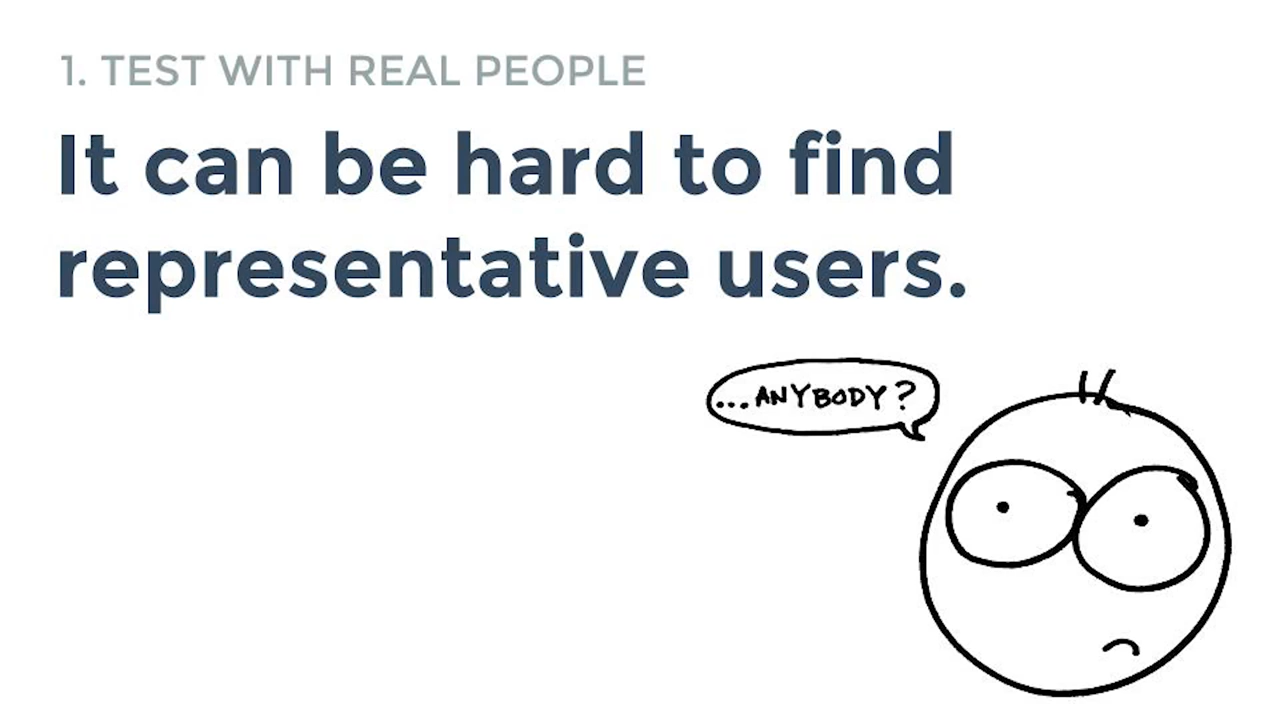 1. TEST WITH REAL PEOPLE
It can be hard to find
representative users.
...ANYBODY?